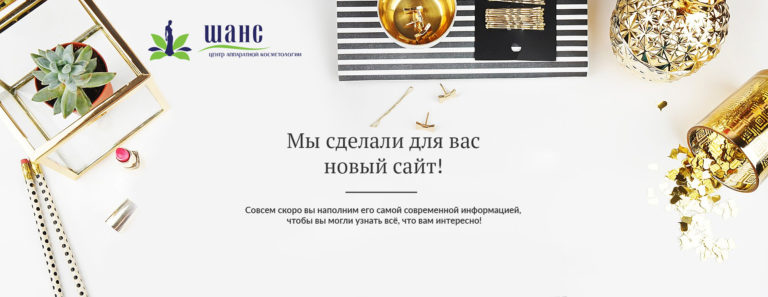 ШАНС
ЦЕНТР АППАРАТНОЙ КОСМЕТОЛОГИИ
Мы сделали для вас
новый сайт!
Совсем скоро вы наполним его самой современной информацией,
чтобы вы могли узнать всё, что вам интересно!